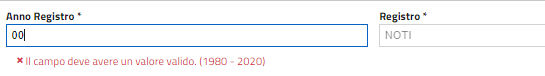 Anno Registro * Registro *
00 NOTI
✖ Il campo deve avere un valore valido. (1980 - 2020)